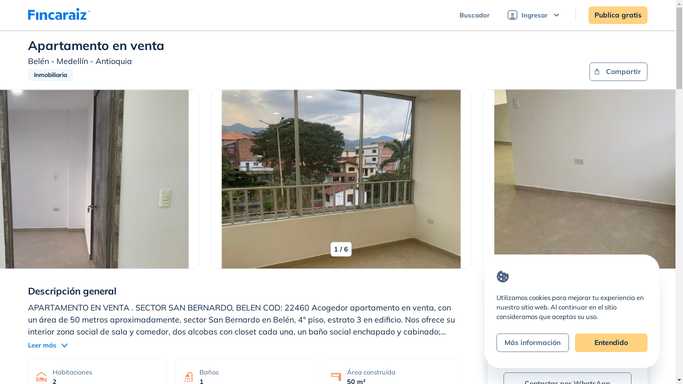 Fincaraiz
Buscador
Ingresar
Publica gratis
Apartamento en venta
Belén - Medellín - Antioquia
Inmobiliaria
Compartir
1 / 6
Descripción general
APARTAMENTO EN VENTA . SECTOR SAN BERNARDO, BELEN COD: 22460 Acogedor apartamento en venta, con
un área de 50 metros aproximadamente, sector San Bernardo en Belén, 4° piso, estrato 3 en edificio. Nos ofrece su
interior zona social de sala y comedor, dos alcobas con closet cada una, un baño social enchapado y cabinado,...
Leer más
Habitaciones
2
Baños
1
Área construida
50 m²
Utilizamos cookies para mejorar tu experiencia en
nuestro sitio web. Al continuar en el sitio
consideramos que aceptas su uso.
Más información
Entendido
Contactar por WhatsApp